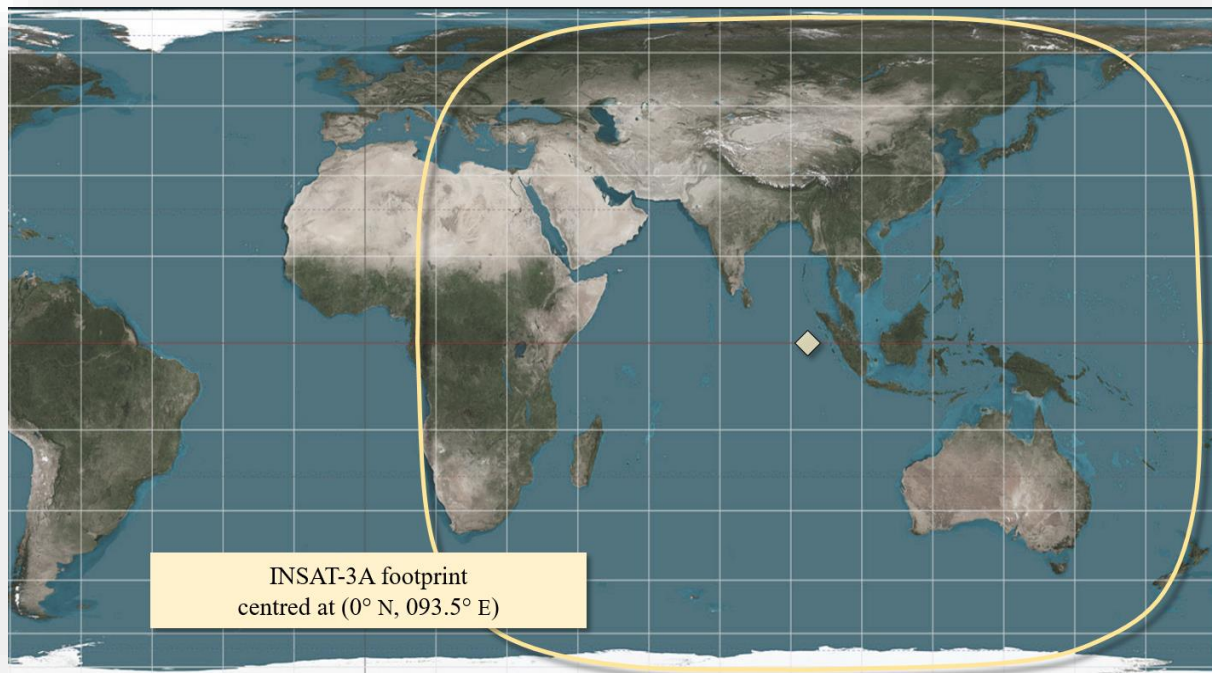 INSAT-3A footprint
centred at (0° N, 093.5° E)